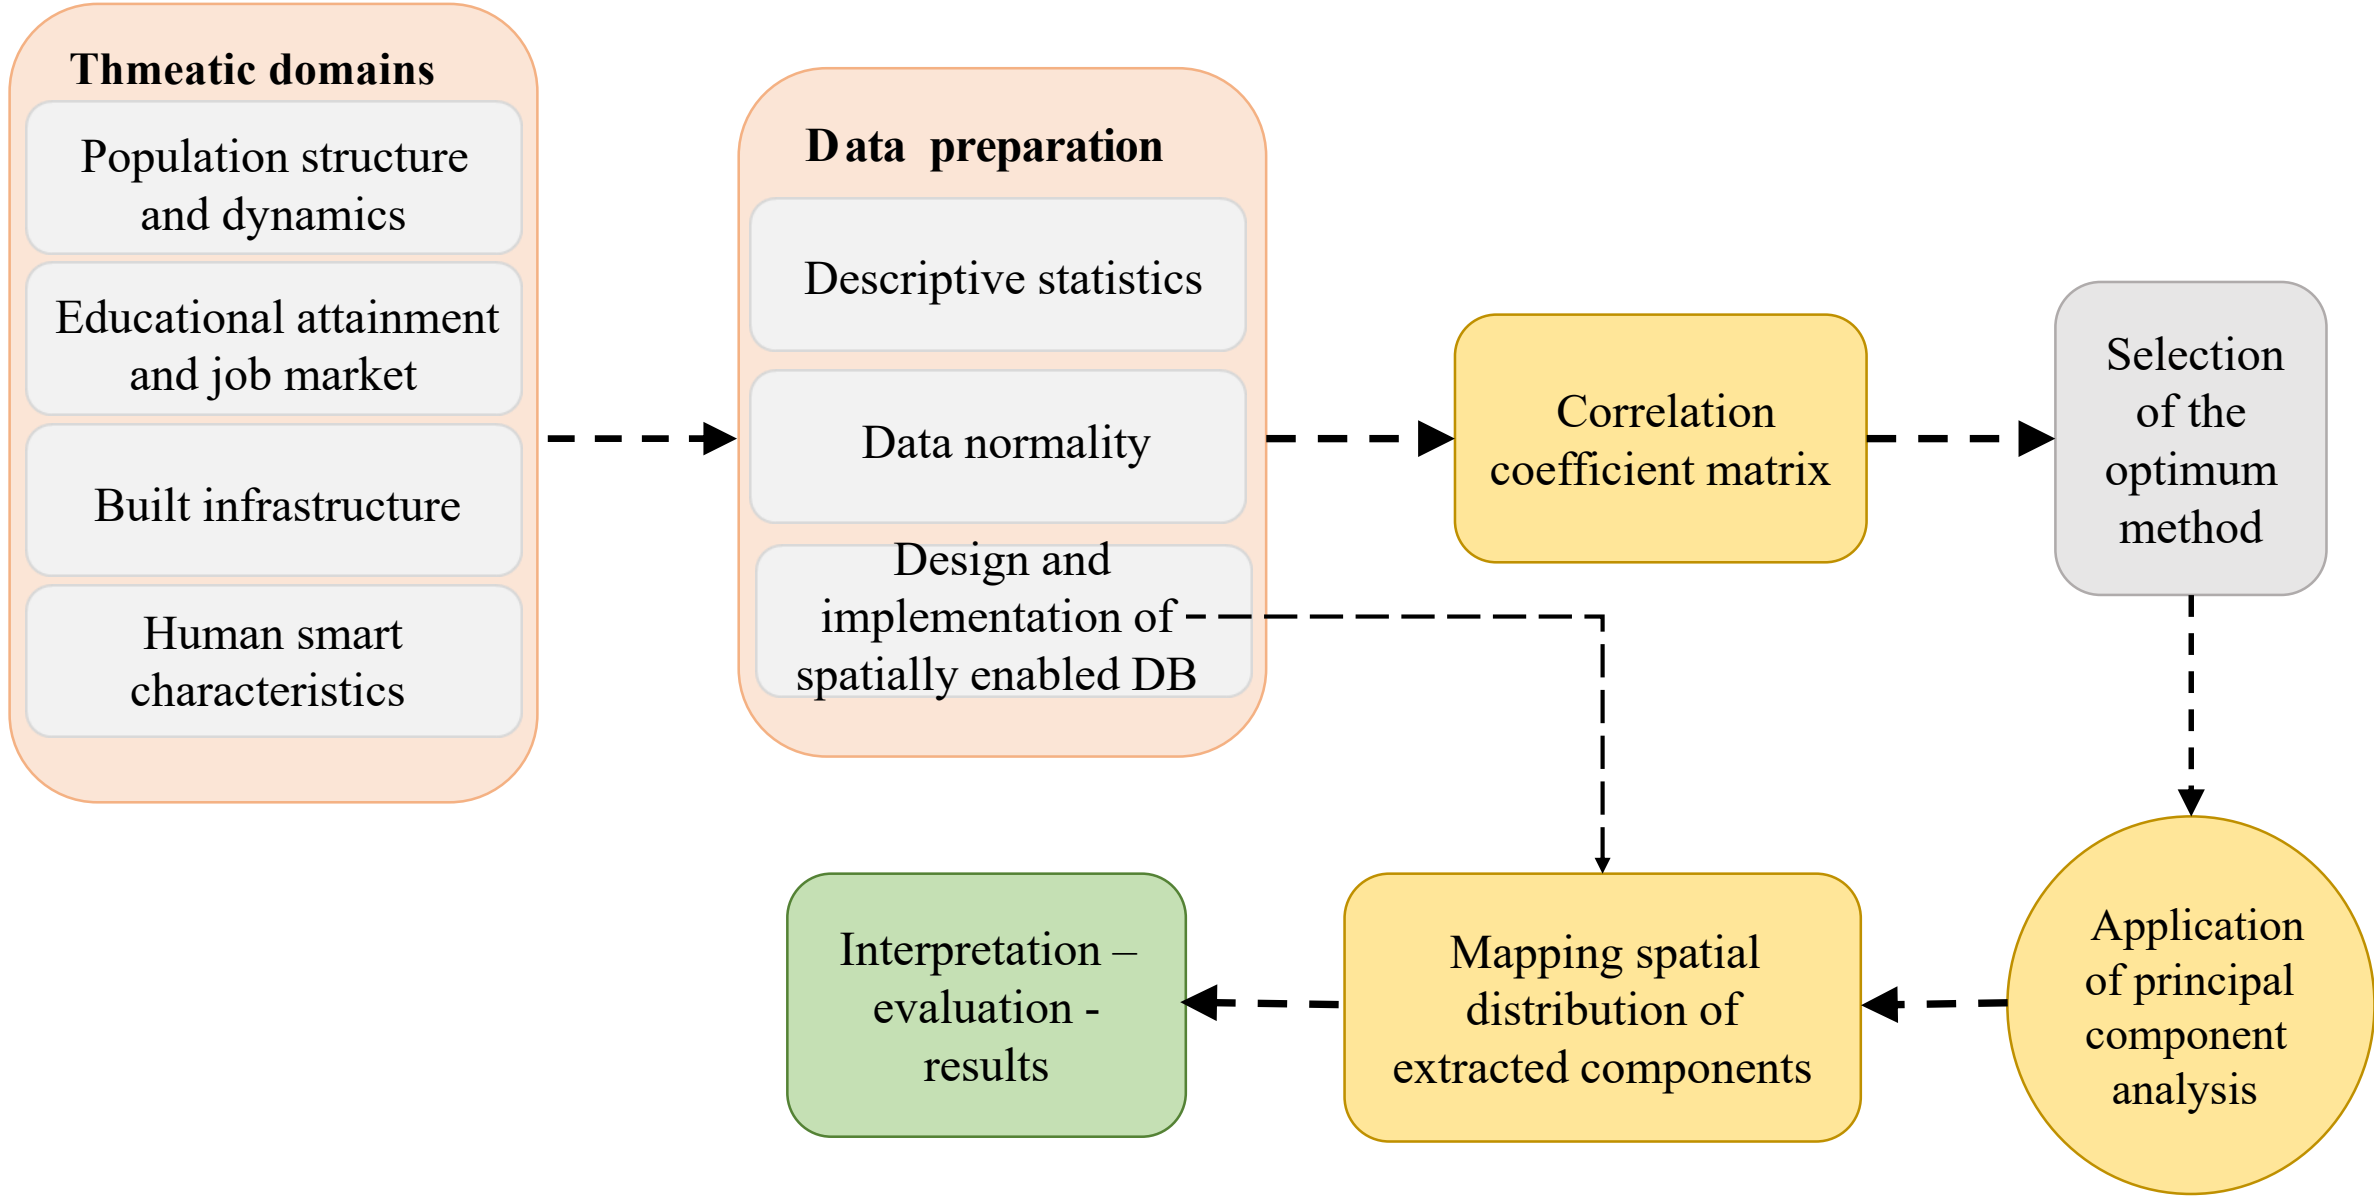 Thmeatic domains
Population structure
and dynamics
Educational attainment
and job market
Built infrastructure
Human smart
characteristics
Data preparation
Descriptive statistics
Data normality
Design and
implementation of
spatially enabled DB
Correlation
coefficient matrix
Selection
of the
optimum
method
Application
of principal
component
analysis
Mapping spatial
distribution of
extracted components
Interpretation –
evaluation -
results